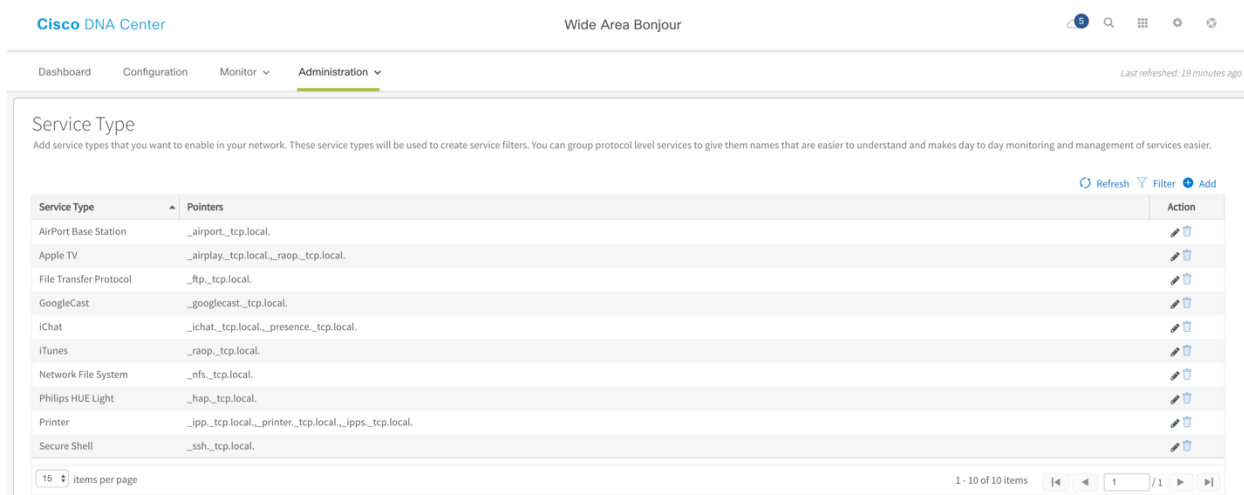 Cisco DNA Center Wide Area Bonjour 5
Dashboard Configuration Monitor Administration Last refreshed: 19 minutes ago
Service Type
Add service types that you want to enable in your network. These service types will be used to create service filters. You can group protocol level services to give them names that are easier to understand and makes day to day monitoring and management of services easier.
Refresh Filter Add
Service Type Pointers Action
AirPort Base Station _airport._tcp.local.
Apple TV _airplay._tcp.local.,_raop._tcp.local.
File Transfer Protocol _ftp._tcp.local.
GoogleCast _googlecast._tcp.local.
iChat _ichat._tcp.local.,_presence._tcp.local.
iTunes _raop._tcp.local.
Network File System _nfs._tcp.local.
Philips HUE Light _hap._tcp.local.
Printer _ipp._tcp.local.,_printer._tcp.local.,_ipps._tcp.local.
Secure Shell _ssh._tcp.local.
15 items per page 1 - 10 of 10 items 1 /1